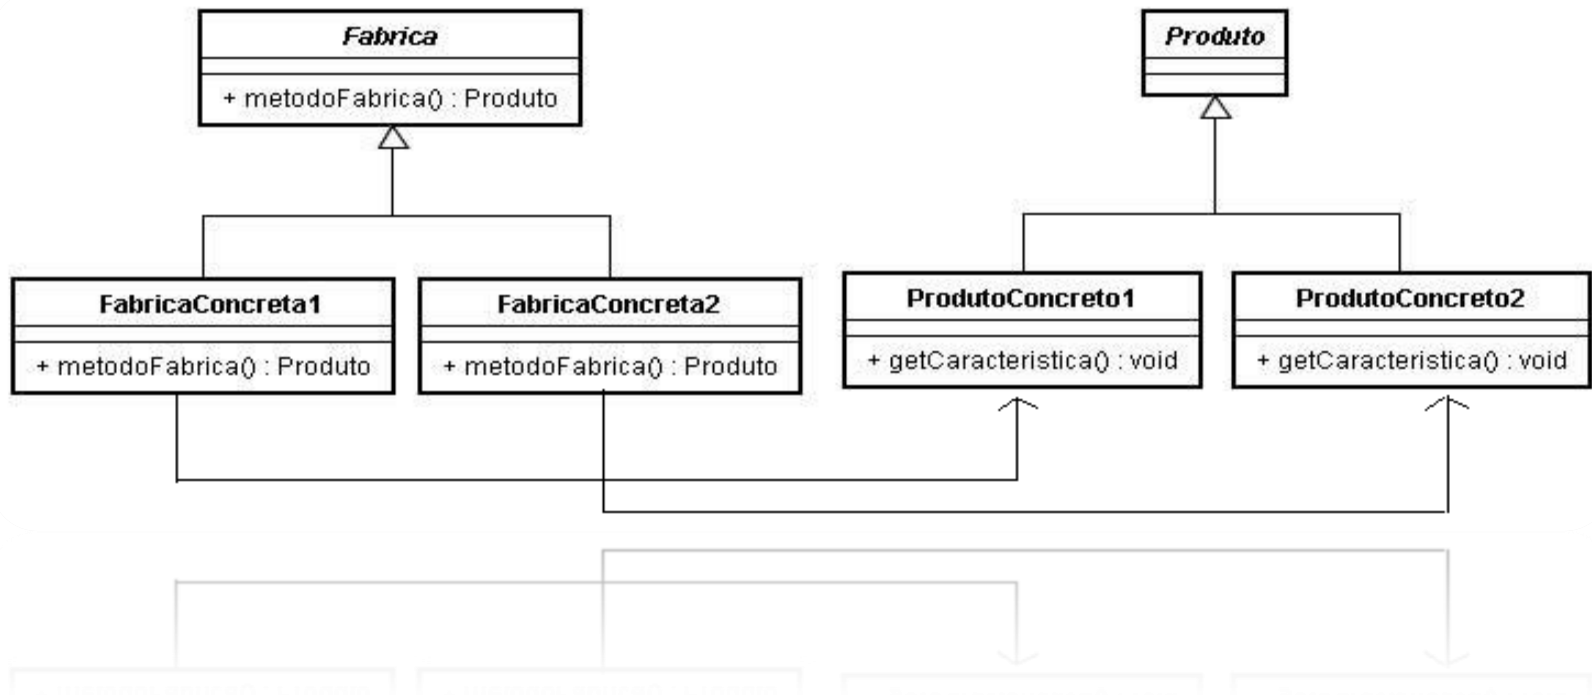 Fabrica
+ metodoFabrica() : Produto
Produto
FabricaConcreta1
+ metodoFabrica() : Produto
FabricaConcreta2
+ metodoFabrica() : Produto
ProdutoConcreto1
+ getCaracteristica() : void
ProdutoConcreto2
+ getCaracteristica() : void